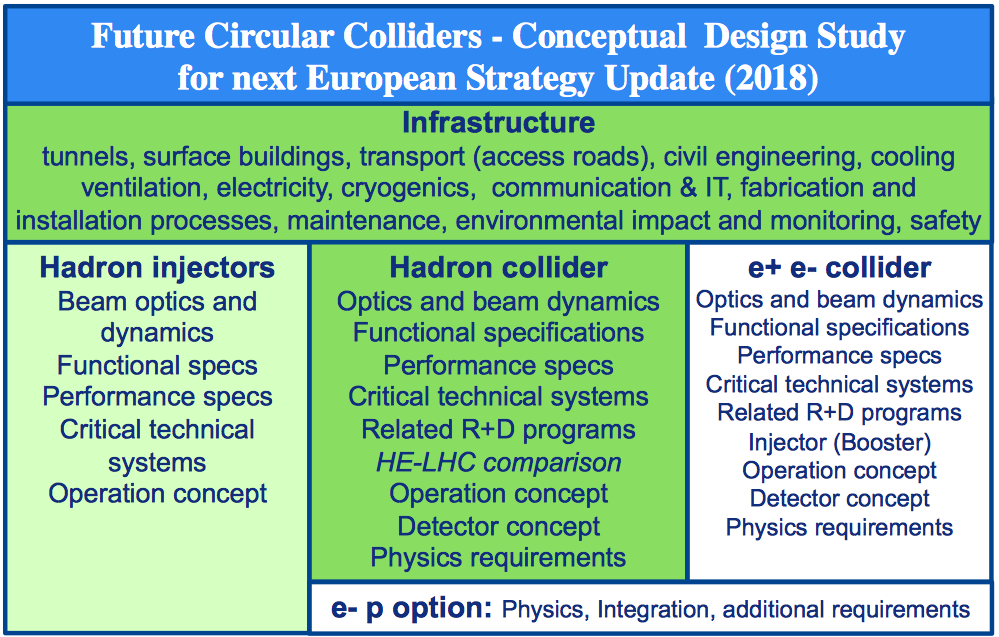 Future Circular Colliders - Conceptual Design Study
for next European Strategy Update (2018)
Infrastructure
tunnels, surface buildings, transport (access roads), civil engineering, cooling
ventilation, electricity, cryogenics, communication & IT, fabrication and
installation processes, maintenance, environmental impact and monitoring, safety
Hadron injectors
Beam optics and
dynamics
Functional specs
Performance specs
Critical technical
systems
Operation concept
Hadron collider
Optics and beam dynamics
Functional specifications
Performance specs
Critical technical systems
Related R+D programs
HE-LHC comparison
Operation concept
Detector concept
Physics requirements
e+ e- collider
Optics and beam dynamics
Functional specifications
Performance specs
Critical technical systems
Related R+D programs
Injector (Booster)
Operation concept
Detector concept
Physics requirements
e- p option: Physics, Integration, additional requirements